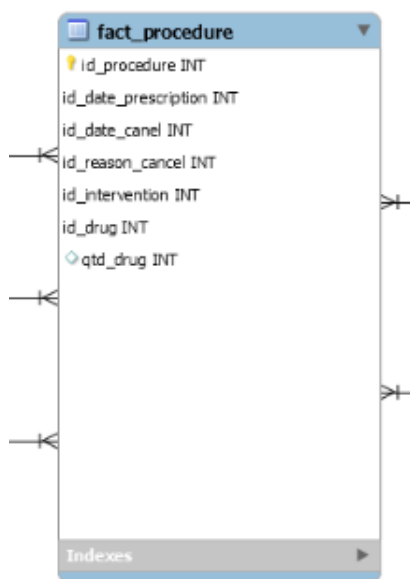 fact_procedure
id_procedure INT
id_date_prescription INT
id_date_canel INT
id_reason_cancel INT
id_intervention INT
id_drug INT
qtd_drug INT
Indexes